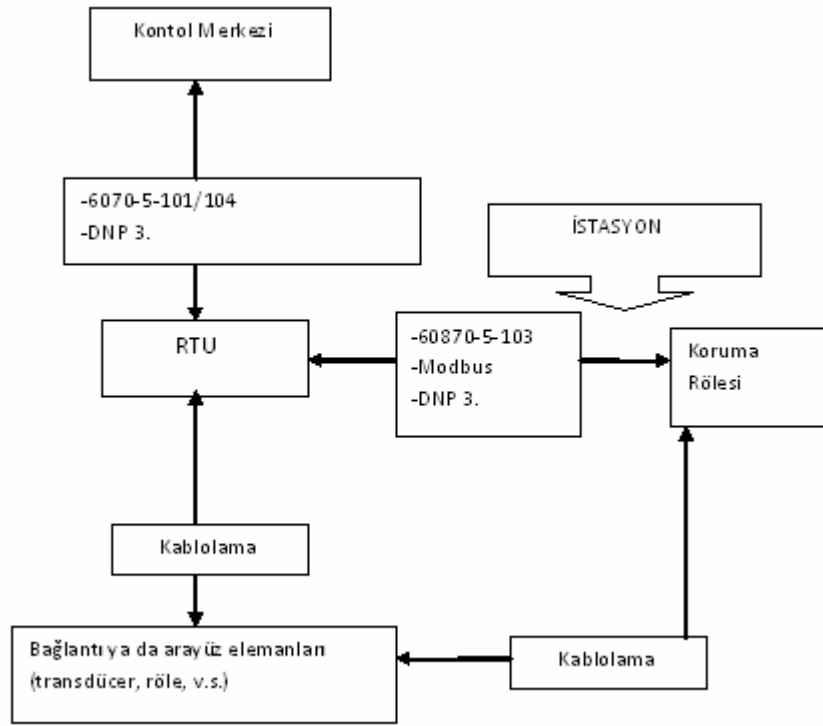 Kontol Merkezi
-6070-5-101/104
-DNP 3.
İSTASYON
RTU
-60870-5-103
-Modbus
-DNP 3.
Koruma
Rölesi
Kablolama
Bağlantı ya da arayüz elemanları
(transdücer, röle, v.s.)
Kablolama